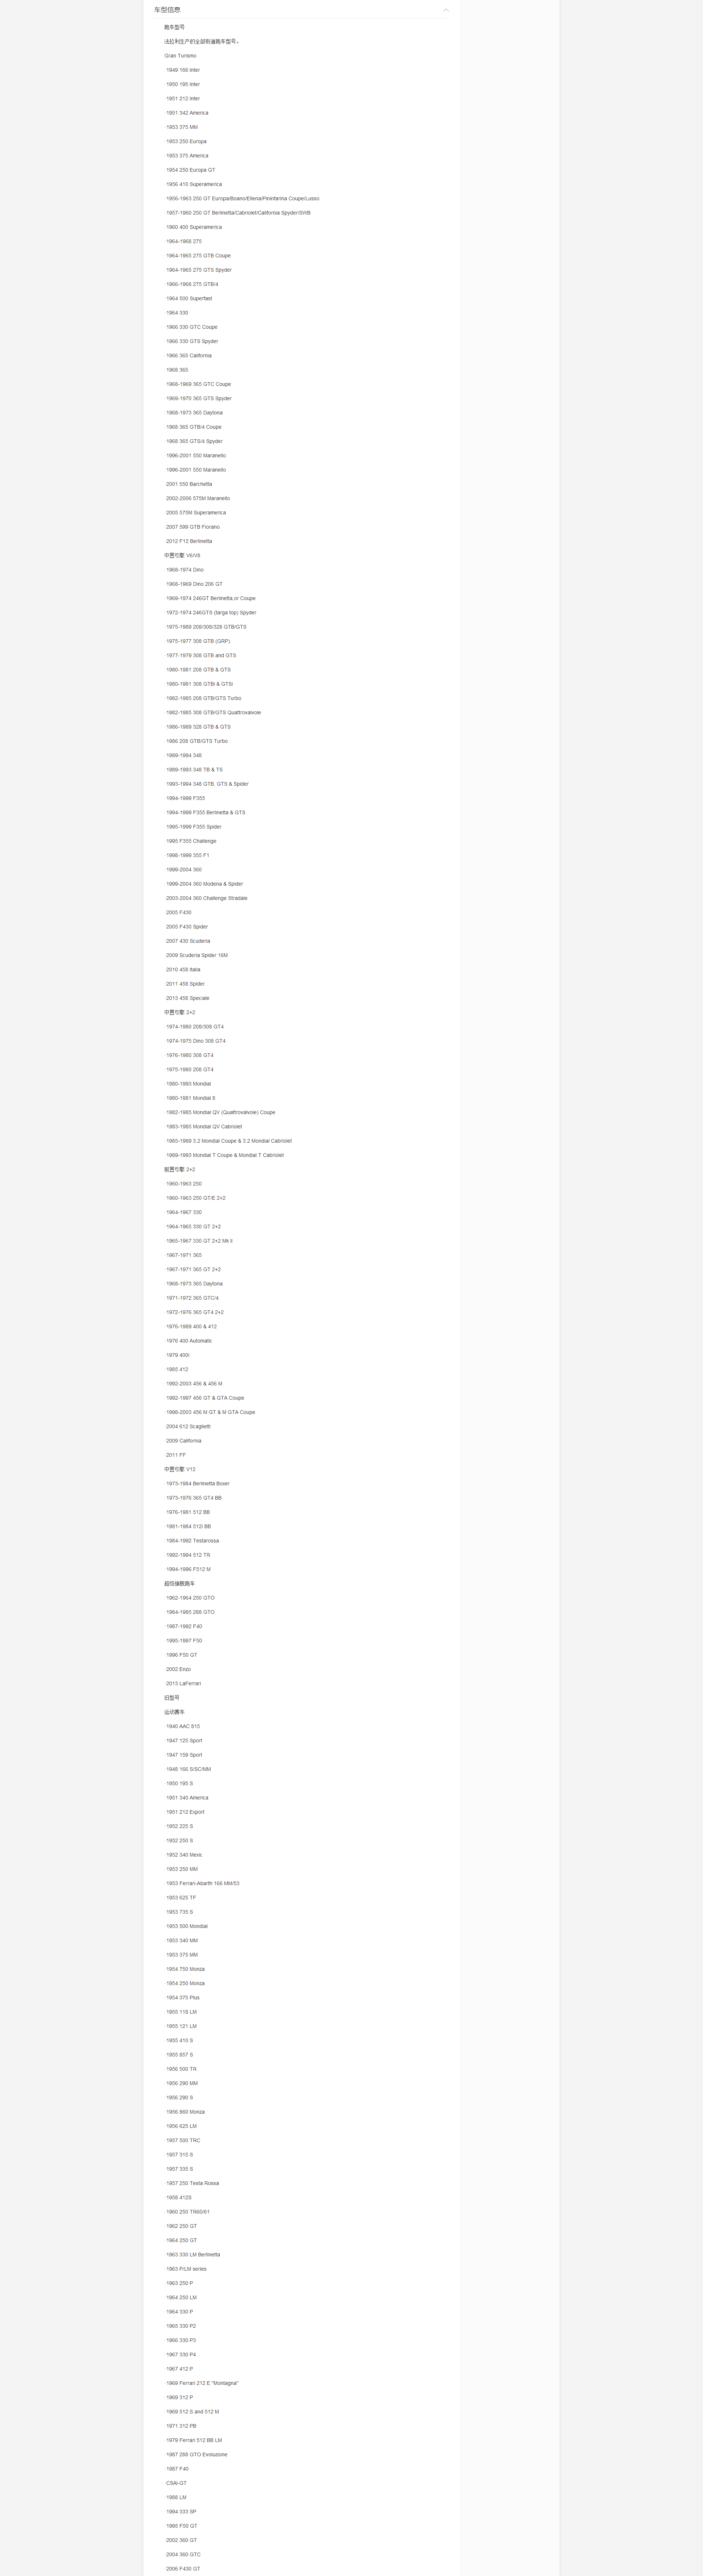 车型信息
跑车型号
法拉利生产的全部街道跑车型号。
Gran Turismo
·1949 166 Inter
·1950 195 Inter
·1951 212 Inter
·1951 342 America
·1953 375 MM
·1953 250 Europa
·1953 375 America
·1954 250 Europa GT
·1956 410 Superamerica
·1956-1963 250 GT Europa/Boano/Ellena/Pininfarina Coupe/Lusso
·1957-1960 250 GT Berlinetta/Cabriolet/California Spyder/SWB
·1960 400 Superamerica
·1964-1968 275
·1964-1965 275 GTB Coupe
·1964-1965 275 GTS Spyder
·1966-1968 275 GTB/4
·1964 500 Superfast
·1964 330
·1966 330 GTC Coupe
·1966 330 GTS Spyder
·1966 365 California
·1968 365
·1968-1969 365 GTC Coupe
·1969-1970 365 GTS Spyder
·1968-1973 365 Daytona
·1968 365 GTB/4 Coupe
·1968 365 GTS/4 Spyder
·1996-2001 550 Maranello
·1996-2001 550 Maranello
·2001 550 Barchetta
·2002-2006 575M Maranello
·2005 575M Superamerica
·2007 599 GTB Fiorano
·2012 F12 Berlinetta
中置引擎 V6/V8
·1968-1974 Dino
·1968-1969 Dino 206 GT
·1969-1974 246GT Berlinetta or Coupe
·1972-1974 246GTS (targa top) Spyder
·1975-1989 208/308/328 GTB/GTS
·1975-1977 308 GTB (GRP)
·1977-1979 308 GTB and GTS
·1980-1981 208 GTB & GTS
·1980-1981 308 GTBi & GTSi
·1982-1985 208 GTB/GTS Turbo
·1982-1985 308 GTB/GTS Quattrovalvole
·1986-1989 328 GTB & GTS
·1986 208 GTB/GTS Turbo
·1989-1994 348
·1989-1993 348 TB & TS
·1993-1994 348 GTB, GTS & Spider
·1994-1999 F355
·1994-1999 F355 Berlinetta & GTS
·1995-1999 F355 Spider
·1995 F355 Challenge
·1998-1999 355 F1
·1999-2004 360
·1999-2004 360 Modena & Spider
·2003-2004 360 Challenge Stradale
·2005 F430
·2005 F430 Spider
·2007 430 Scuderia
·2009 Scuderia Spider 16M
·2010 458 Italia
·2011 458 Spider
·2013 458 Speciale
中置引擎 2+2
·1974-1980 208/308 GT4
·1974-1975 Dino 308 GT4
·1976-1980 308 GT4
·1975-1980 208 GT4
·1980-1993 Mondial
·1980-1981 Mondial 8
·1982-1985 Mondial QV (Quattrovalvole) Coupe
·1983-1985 Mondial QV Cabriolet
·1985-1989 3.2 Mondial Coupe & 3.2 Mondial Cabriolet
·1989-1993 Mondial T Coupe & Mondial T Cabriolet
前置引擎 2+2
·1960-1963 250
·1960-1963 250 GT/E 2+2
·1964-1967 330
·1964-1965 330 GT 2+2
·1965-1967 330 GT 2+2 Mk II
·1967-1971 365
·1967-1971 365 GT 2+2
·1968-1973 365 Daytona
·1971-1972 365 GTC/4
·1972-1976 365 GT4 2+2
·1976-1989 400 & 412
·1976 400 Automatic
·1979 400i
·1985 412
·1992-2003 456 & 456 M
·1992-1997 456 GT & GTA Coupe
·1998-2003 456 M GT & M GTA Coupe
·2004 612 Scaglietti
·2009 California
·2011 FF
中置引擎 V12
·1973-1984 Berlinetta Boxer
·1973-1976 365 GT4 BB
·1976-1981 512 BB
·1981-1984 512i BB
·1984-1992 Testarossa
·1992-1994 512 TR
·1994-1996 F512 M
超级旗舰跑车
·1962-1964 250 GTO
·1984-1985 288 GTO
·1987-1992 F40
·1995-1997 F50
·1996 F50 GT
·2002 Enzo
·2013 LaFerrari
旧型号
运动赛车
·1940 AAC 815
·1947 125 Sport
·1947 159 Sport
·1948 166 S/SC/MM
·1950 195 S
·1951 340 America
·1951 212 Export
·1952 225 S
·1952 250 S
·1952 340 Mexic
·1953 250 MM
·1953 Ferrari-Abarth 166 MM/53
·1953 625 TF
·1953 735 S
·1953 500 Mondial
·1953 340 MM
·1953 375 MM
·1954 750 Monza
·1954 250 Monza
·1954 375 Plus
·1955 118 LM
·1955 121 LM
·1955 410 S
·1955 857 S
·1956 500 TR
·1956 290 MM
·1956 290 S
·1956 860 Monza
·1956 625 LM
·1957 500 TRC
·1957 315 S
·1957 335 S
·1957 250 Testa Rossa
·1958 412S
·1960 250 TR60/61
·1962 250 GT
·1964 250 GT
·1963 330 LM Berlinetta
·1963 P/LM series
·1963 250 P
·1964 250 LM
·1964 330 P
·1965 330 P2
·1966 330 P3
·1967 330 P4
·1967 412 P
·1969 Ferrari 212 E "Montagna"
·1969 312 P
·1969 512 S and 512 M
·1971 312 PB
·1979 Ferrari 512 BB LM
·1987 288 GTO Evoluzione
·1987 F40
·CSAI-GT
·1988 LM
·1994 333 SP
·1995 F50 GT
·2002 360 GT
·2004 360 GTC
·2006 F430 GT